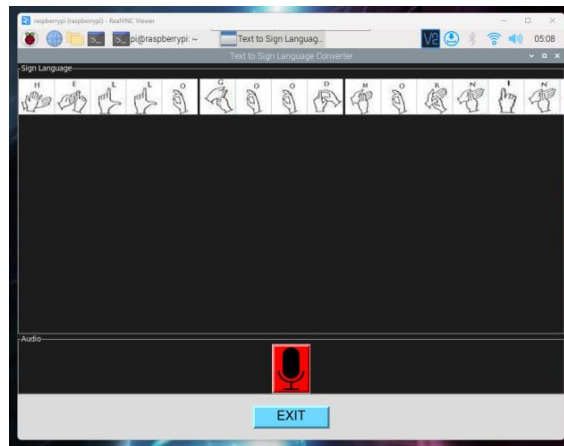 raspberrypi (raspberrypi) - RealVNC Viewer
pi@raspberrypi: ~
Text to Sign Languag...
05:08
Text to Sign Language Converter
Sign Language
H E L L O G O O D M O R N I N
Audio
EXIT